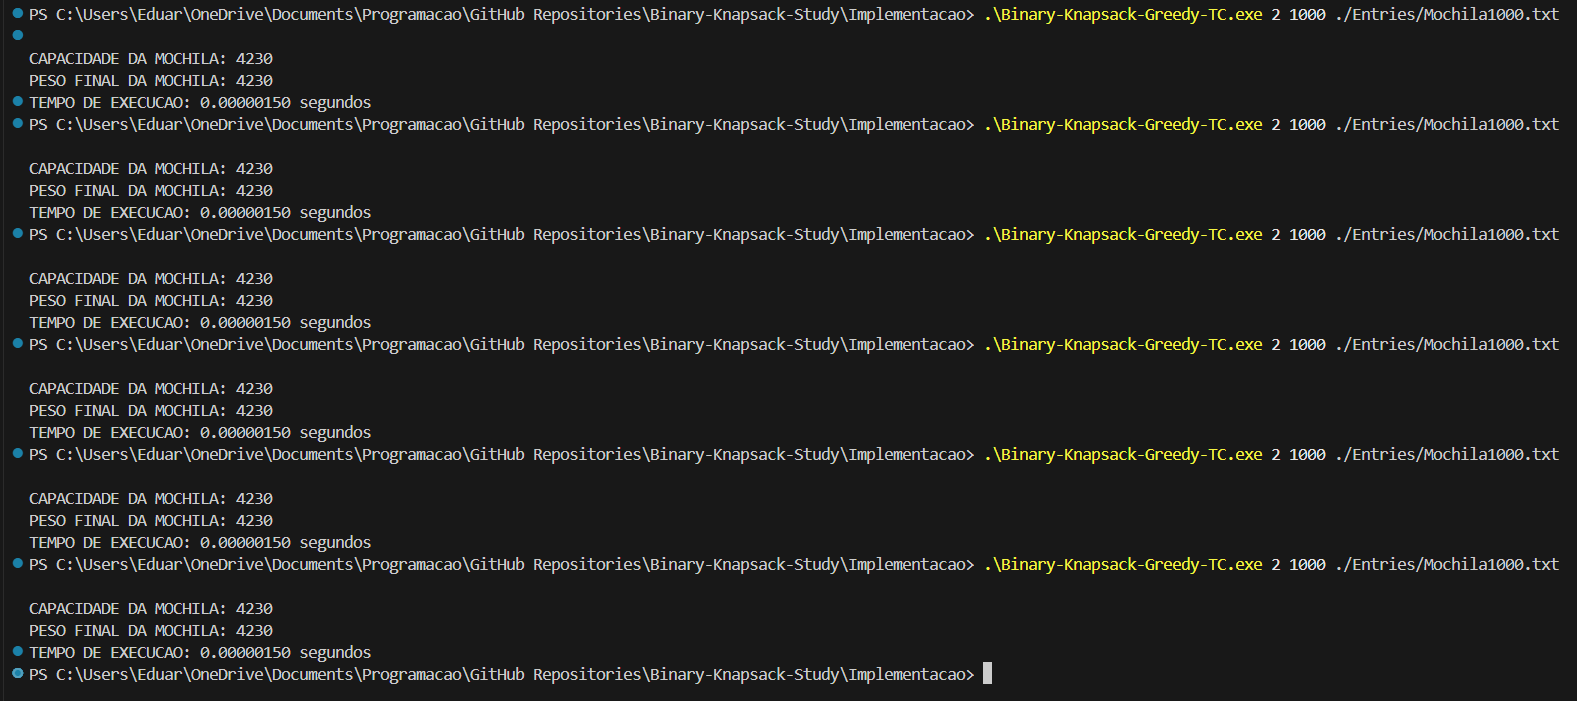 PS C:\Users\Eduar\OneDrive\Documents\Programacao\GitHub Repositories\Binary-Knapsack-Study\Implementacao> .\Binary-Knapsack-Greedy-TC.exe 2 1000 ./Entries/Mochila1000.txt
CAPACIDADE DA MOCHILA: 4230
PESO FINAL DA MOCHILA: 4230
TEMPO DE EXECUCAO: 0.00000150 segundos
PS C:\Users\Eduar\OneDrive\Documents\Programacao\GitHub Repositories\Binary-Knapsack-Study\Implementacao> .\Binary-Knapsack-Greedy-TC.exe 2 1000 ./Entries/Mochila1000.txt
CAPACIDADE DA MOCHILA: 4230
PESO FINAL DA MOCHILA: 4230
TEMPO DE EXECUCAO: 0.00000150 segundos
PS C:\Users\Eduar\OneDrive\Documents\Programacao\GitHub Repositories\Binary-Knapsack-Study\Implementacao> .\Binary-Knapsack-Greedy-TC.exe 2 1000 ./Entries/Mochila1000.txt
CAPACIDADE DA MOCHILA: 4230
PESO FINAL DA MOCHILA: 4230
TEMPO DE EXECUCAO: 0.00000150 segundos
PS C:\Users\Eduar\OneDrive\Documents\Programacao\GitHub Repositories\Binary-Knapsack-Study\Implementacao> .\Binary-Knapsack-Greedy-TC.exe 2 1000 ./Entries/Mochila1000.txt
CAPACIDADE DA MOCHILA: 4230
PESO FINAL DA MOCHILA: 4230
TEMPO DE EXECUCAO: 0.00000150 segundos
PS C:\Users\Eduar\OneDrive\Documents\Programacao\GitHub Repositories\Binary-Knapsack-Study\Implementacao> .\Binary-Knapsack-Greedy-TC.exe 2 1000 ./Entries/Mochila1000.txt
CAPACIDADE DA MOCHILA: 4230
PESO FINAL DA MOCHILA: 4230
TEMPO DE EXECUCAO: 0.00000150 segundos
PS C:\Users\Eduar\OneDrive\Documents\Programacao\GitHub Repositories\Binary-Knapsack-Study\Implementacao> .\Binary-Knapsack-Greedy-TC.exe 2 1000 ./Entries/Mochila1000.txt
CAPACIDADE DA MOCHILA: 4230
PESO FINAL DA MOCHILA: 4230
TEMPO DE EXECUCAO: 0.00000150 segundos
PS C:\Users\Eduar\OneDrive\Documents\Programacao\GitHub Repositories\Binary-Knapsack-Study\Implementacao>